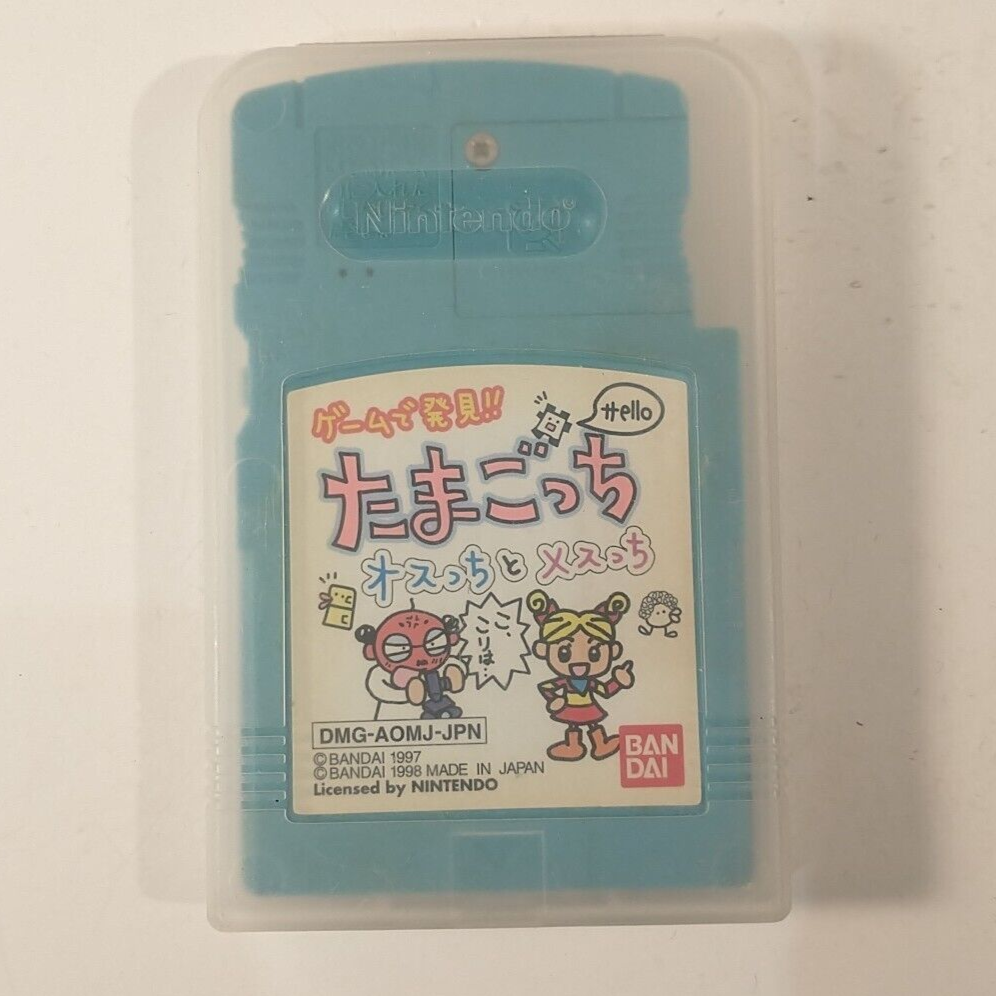 Nintendo®
ゲームで発見!!
Hello
たまごっち
オスっちとメスっち
こ、
こりは…
DMG-AOMJ-JPN
©BANDAI 1997
©BANDAI 1998 MADE IN JAPAN
Licensed by NINTENDO
BAN
DAI